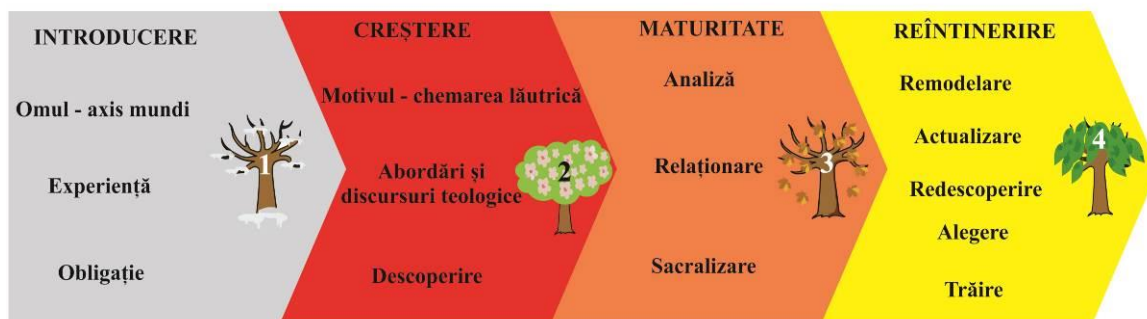 INTRODUCERE
Omul - axis mundi
Experiență
Obligație
1
CREȘTERE
Motivul - chemarea lăutrică
Abordări și
discursuri teologice
Descoperire
2
MATURITATE
Analiză
Relaționare
Sacralizare
3
REÎNTINERIRE
Remodelare
Actualizare
Redescoperire
Alegere
Trăire
4